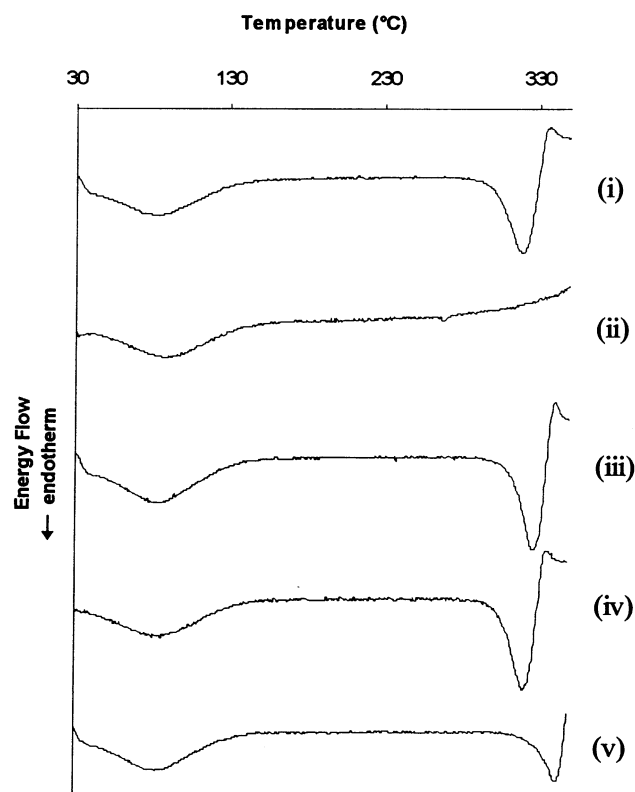 Temperature (°C)
30 130 230 330
(i)
(ii)
(iii)
(iv)
(v)
Energy Flow
← endotherm